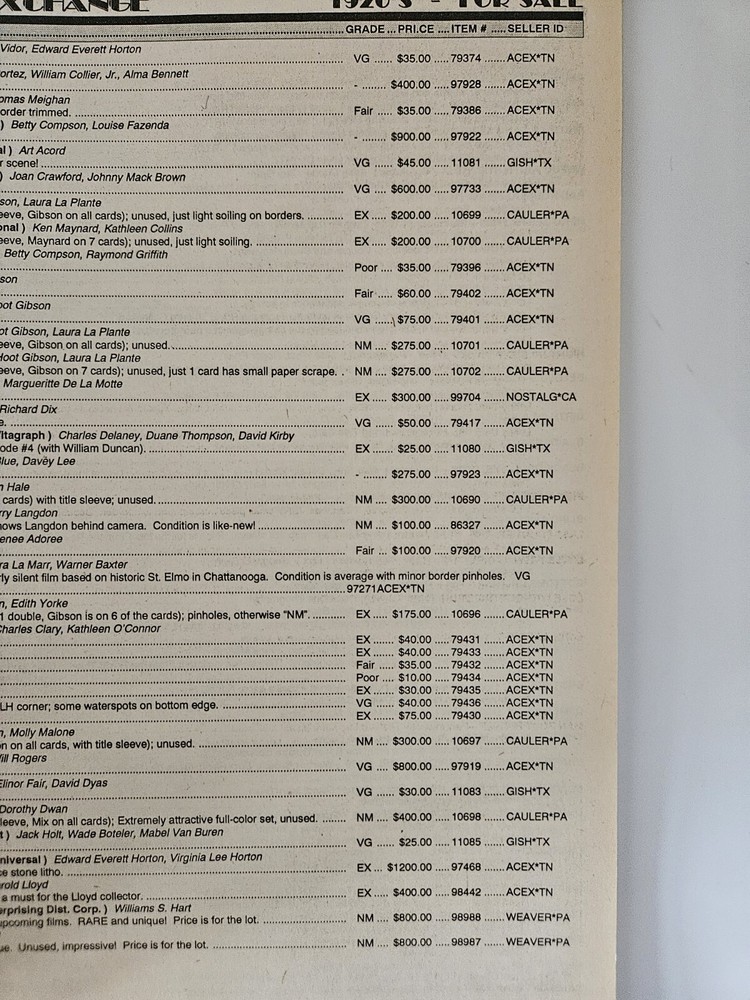 XCHANGE 1920'S - FOR SALE
GRADE ... PRICE .... ITEM # ..... SELLER ID
Vidor, Edward Everett Horton
VG ...... $35.00 ..... 79374 ...... ACEX*TN
ortez, William Collier, Jr., Alma Bennett
- ........ $400.00 ..... 97928 ...... ACEX*TN
omas Meighan
order trimmed. Fair ..... $35.00 ..... 79386 ...... ACEX*TN
) Betty Compson, Louise Fazenda
- ........ $900.00 ..... 97922 ...... ACEX*TN
al ) Art Acord
r scene! VG ...... $45.00 ..... 11081 ...... GISH*TX
) Joan Crawford, Johnny Mack Brown
VG .... $600.00 ..... 97733 ...... ACEX*TN
son, Laura La Plante
eeve, Gibson on all cards); unused, just light soiling on borders. ............ EX ..... $200.00 ..... 10699 ...... CAULER*PA
onal ) Ken Maynard, Kathleen Collins
eeve, Maynard on 7 cards); unused, just light soiling. ............ EX ..... $200.00 ..... 10700 ...... CAULER*PA
Betty Compson, Raymond Griffith
Poor .... $35.00 ..... 79396 ...... ACEX*TN
son
Fair ..... $60.00 ..... 79402 ...... ACEX*TN
oot Gibson
VG ...... $75.00 ..... 79401 ...... ACEX*TN
ot Gibson, Laura La Plante
eeve, Gibson on all cards); unused. ............ NM .... $275.00 ..... 10701 ...... CAULER*PA
Hoot Gibson, Laura La Plante
eeve, Gibson on 7 cards); unused, just 1 card has small paper scrape. . NM .... $275.00 ..... 10702 ...... CAULER*PA
Margueritte De La Motte
EX ..... $300.00 ..... 99704 ...... NOSTALG*CA
Richard Dix
e. VG ...... $50.00 ..... 79417 ...... ACEX*TN
Vitagraph ) Charles Delaney, Duane Thompson, David Kirby
ode #4 (with William Duncan). ............ EX ...... $25.00 ..... 11080 ...... GISH*TX
Blue, Davey Lee
- ........ $275.00 ..... 97923 ...... ACEX*TN
n Hale
cards) with title sleeve; unused. ............ NM .... $300.00 ..... 10690 ...... CAULER*PA
rry Langdon
hows Langdon behind camera. Condition is like-new! ............ NM .... $100.00 ..... 86327 ...... ACEX*TN
enee Adoree
Fair ... $100.00 ..... 97920 ...... ACEX*TN
ra La Marr, Warner Baxter
rly silent film based on historic St. Elmo in Chattanooga. Condition is average with minor border pinholes. VG
............97271ACEX*TN
n, Edith Yorke
1 double, Gibson is on 6 of the cards); pinholes, otherwise "NM". ........... EX .... $175.00 ..... 10696 ...... CAULER*PA
Charles Clary, Kathleen O'Connor
EX ...... $40.00 ..... 79431 ...... ACEX*TN
EX ...... $40.00 ..... 79433 ...... ACEX*TN
Fair ..... $35.00 ..... 79432 ...... ACEX*TN
Poor .... $10.00 ..... 79434 ...... ACEX*TN
EX ...... $30.00 ..... 79435 ...... ACEX*TN
LH corner; some waterspots on bottom edge. ............ VG ...... $40.00 ..... 79436 ...... ACEX*TN
EX ...... $75.00 ..... 79430 ...... ACEX*TN
n, Molly Malone
on on all cards, with title sleeve); unused. ............ NM .... $300.00 ..... 10697 ...... CAULER*PA
Will Rogers
VG .... $800.00 ..... 97919 ...... ACEX*TN
Elinor Fair, David Dyas
VG ...... $30.00 ..... 11083 ...... GISH*TX
Dorothy Dwan
leeve, Mix on all cards); Extremely attractive full-color set, unused. ....... NM .... $400.00 ..... 10698 ...... CAULER*PA
t ) Jack Holt, Wade Boteler, Mabel Van Buren
VG ...... $25.00 ..... 11085 ...... GISH*TX
niversal ) Edward Everett Horton, Virginia Lee Horton
ce stone litho. ............ EX ... $1200.00 ..... 97468 ...... ACEX*TN
rold Lloyd
a must for the Lloyd collector. ............ EX .... $400.00 ..... 98442 ...... ACEX*TN
erprising Dist. Corp. ) Williams S. Hart
upcoming films. RARE and unique! Price is for the lot. ............ NM .... $800.00 ..... 98988 ...... WEAVER*PA
ue. Unused, impressive! Price is for the lot. ............ NM .... $800.00 ..... 98987 ...... WEAVER*PA